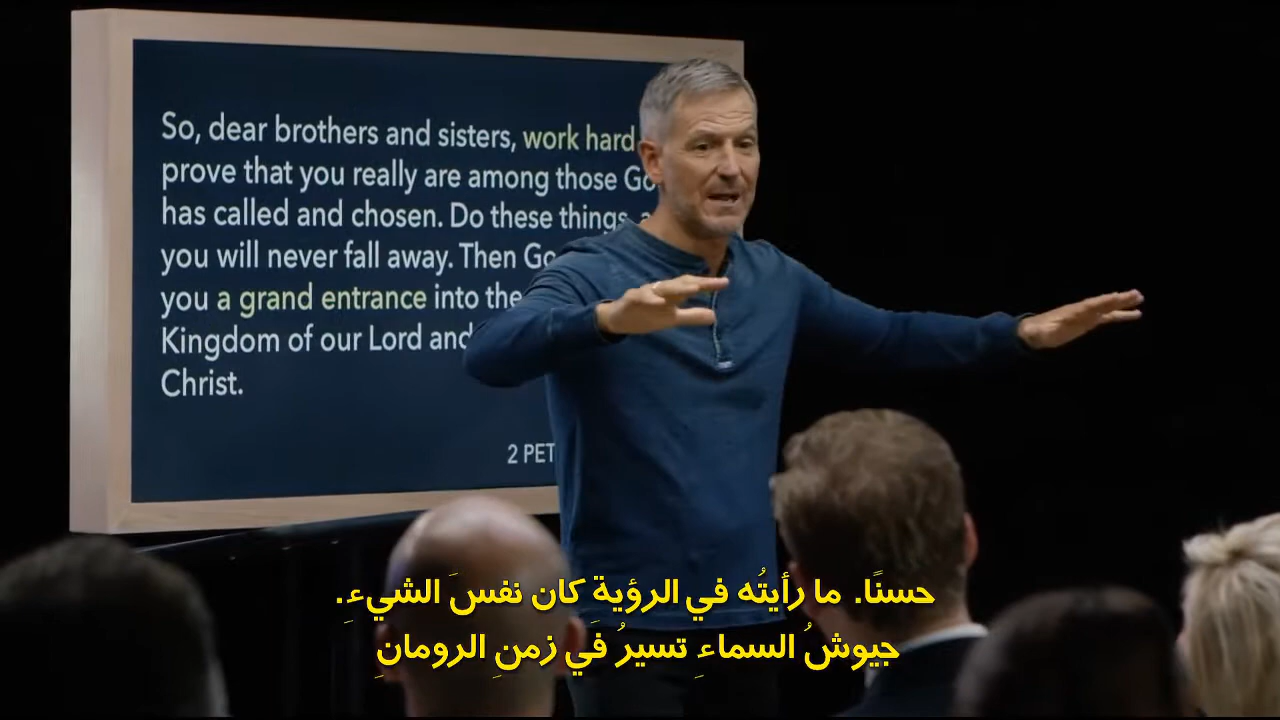 So, dear brothers and sisters, work hard
prove that you really are among those
has called and chosen. Do these things,
you will never fall away. Then
you a grand entrance into the
Kingdom of our Lord and
Christ.
2 PET
حسنًا. ما رأيتُه في الرؤيةِ كان نفسَ الشيءِ.
جيوشُ السماءِ تسيرُ في زمنِ الرومانِ